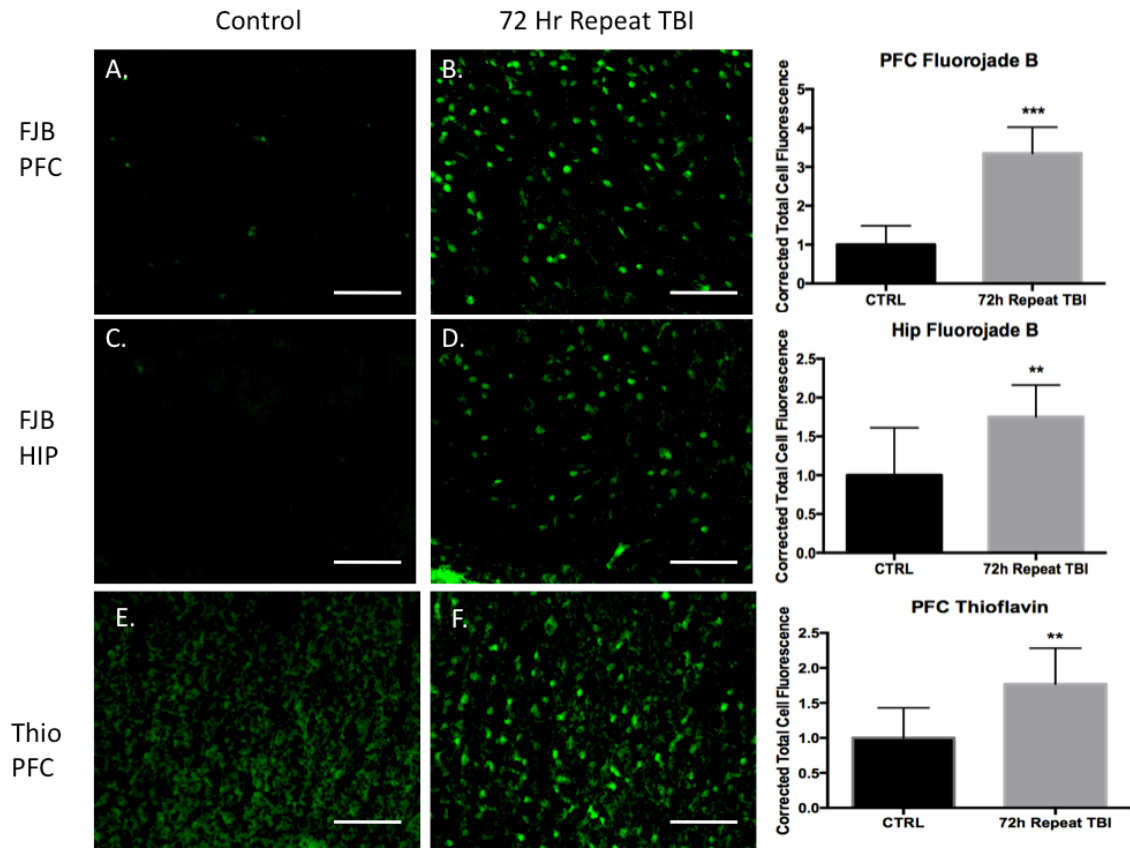 Control
72 Hr Repeat TBI
FJB
PFC
A.
B.
PFC Fluorojade B
Corrected Total Cell Fluorescence
5
4
3
2
1
0
***
CTRL
72h Repeat TBI
FJB
HIP
C.
D.
Hip Fluorojade B
Corrected Total Cell Fluorescence
2.5
2.0
1.5
1.0
0.5
0.0
**
CTRL
72h Repeat TBI
Thio
PFC
E.
F.
PFC Thioflavin
Corrected Total Cell Fluorescence
2.5
2.0
1.5
1.0
0.5
0.0
**
CTRL
72h Repeat TBI